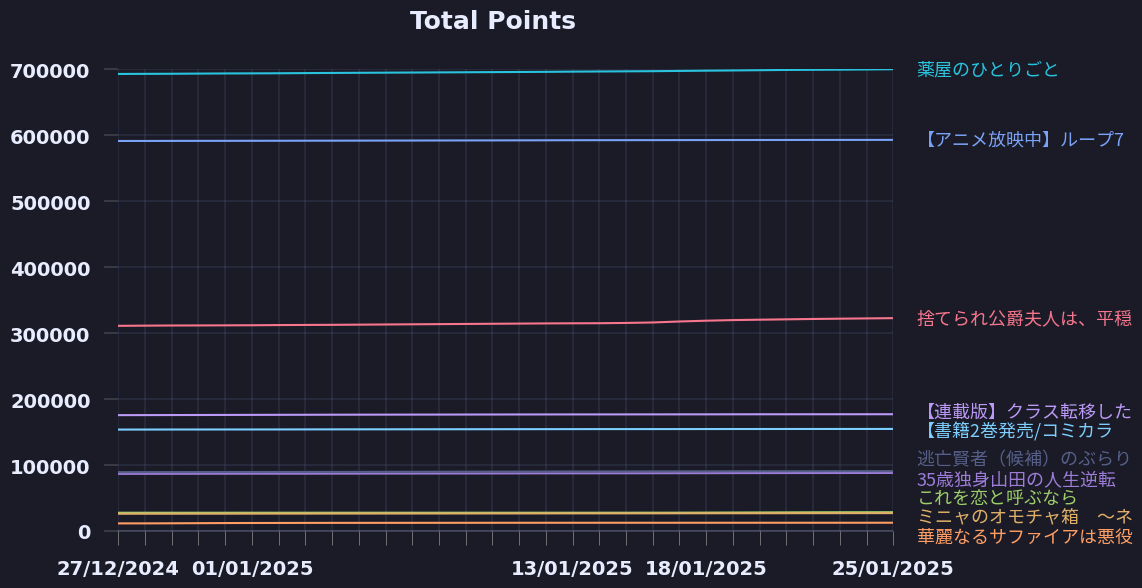 Total Points
700000
600000
500000
400000
300000
200000
100000
0
27/12/2024 01/01/2025 13/01/2025 18/01/2025 25/01/2025
薬屋のひとりごと
【アニメ放映中】ループ7
捨てられ公爵夫人は、平穏
【連載版】クラス転移した
【書籍2巻発売/コミカラ
逃亡賢者（候補）のぶらり
35歳独身山田の人生逆転
これを恋と呼ぶなら
ミニャのオモチャ箱　～ネ
華麗なるサファイアは悪役